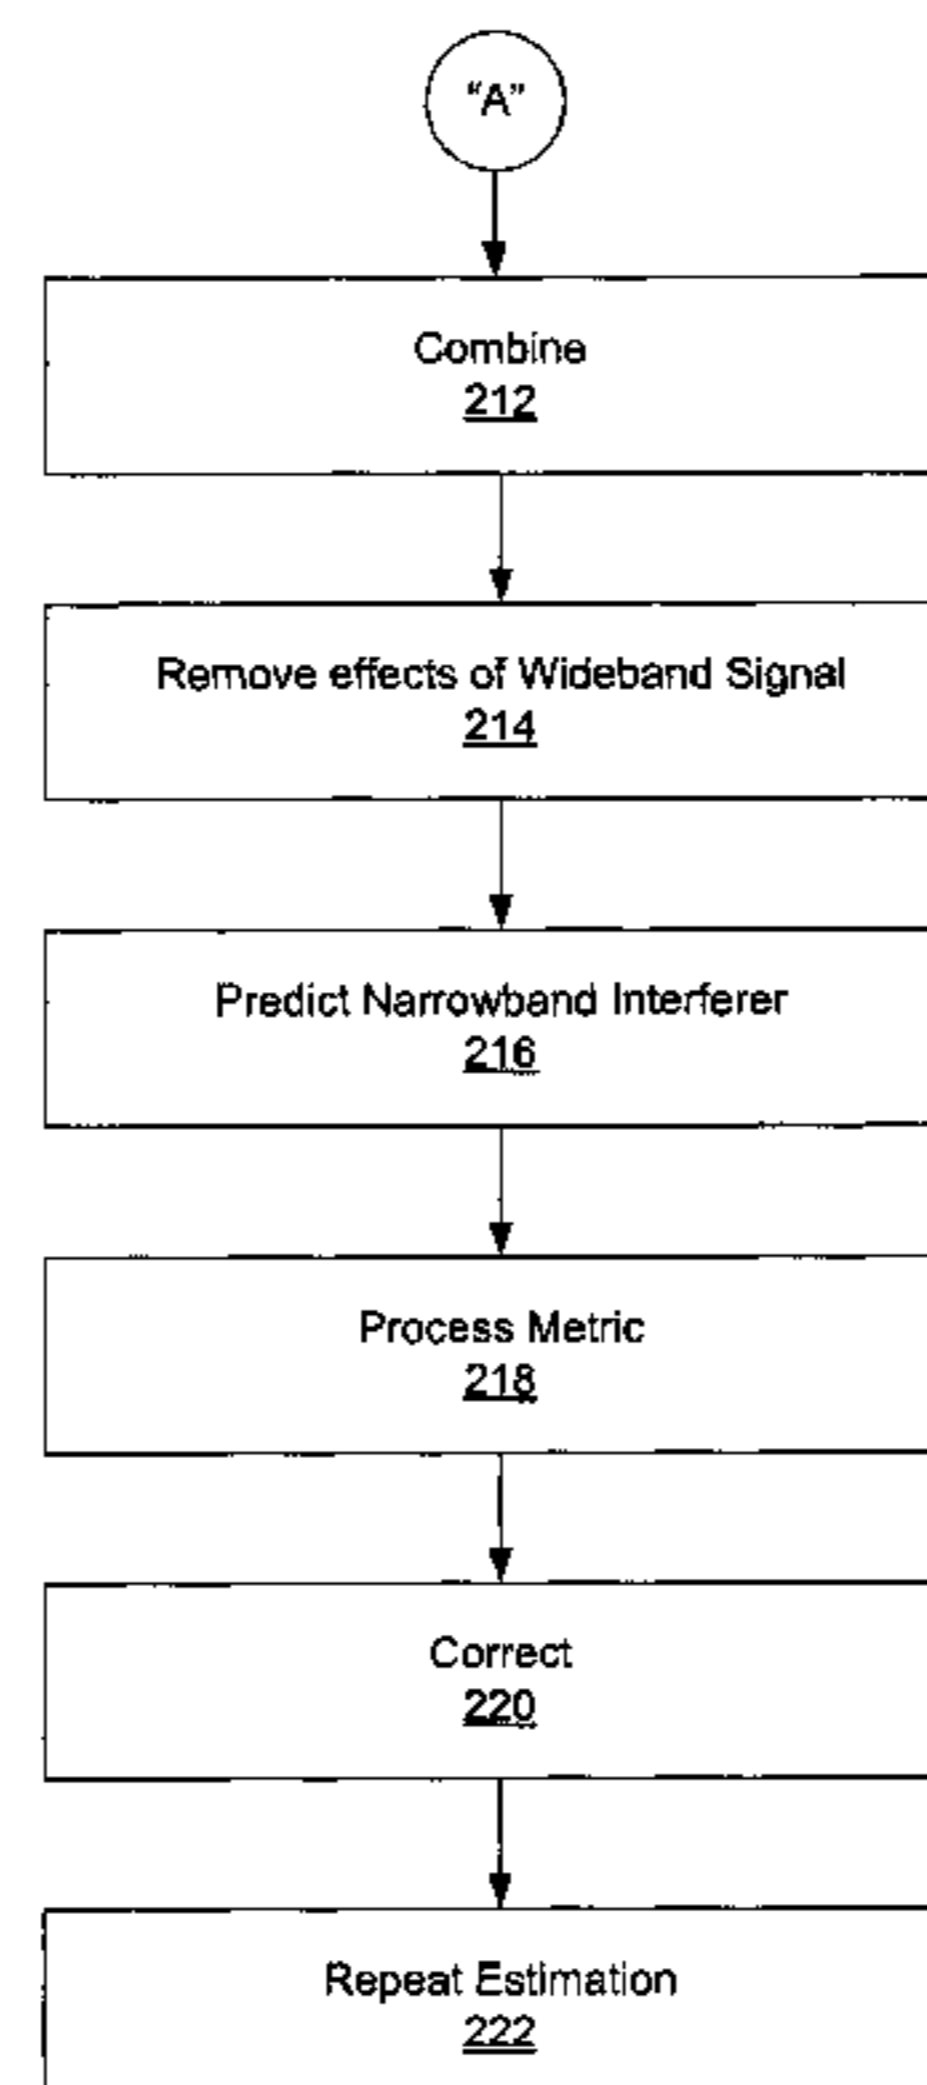 “A”
Combine
212
Remove effects of Wideband Signal
214
Predict Narrowband Interferer
216
Process Metric
218
Correct
220
Repeat Estimation
222